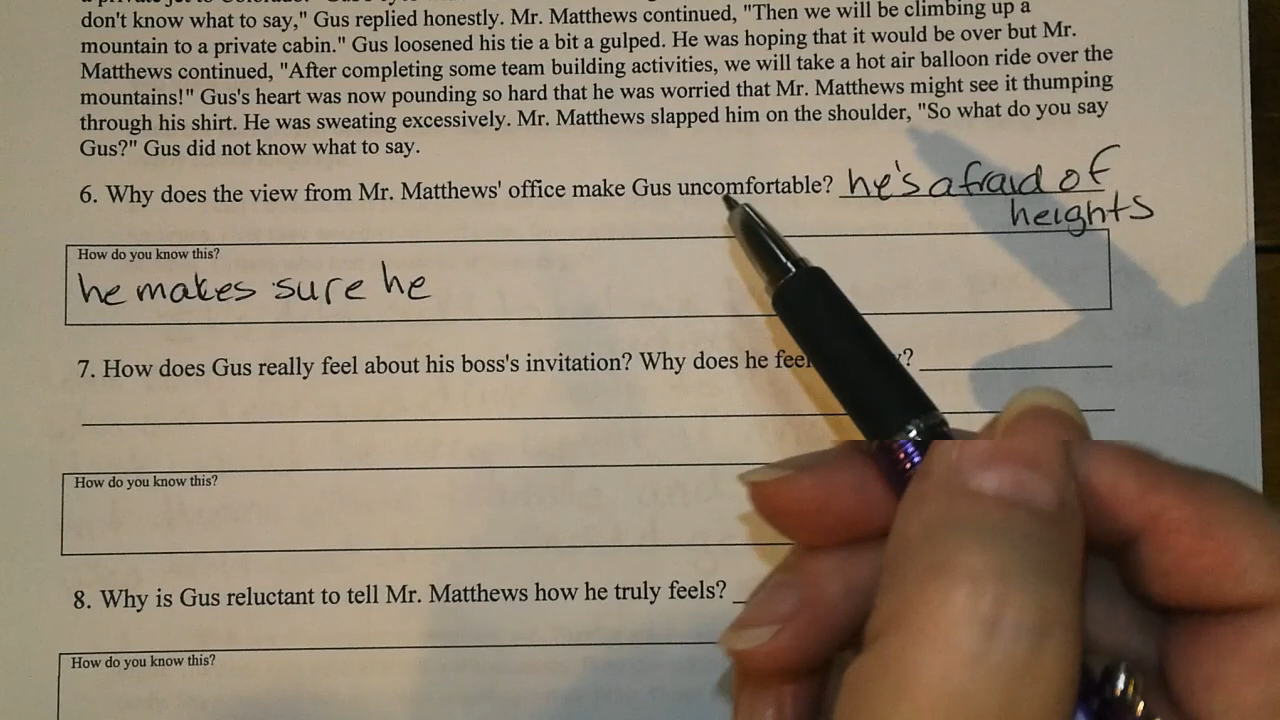 a private jet to Colorado."
don't know what to say," Gus replied honestly. Mr. Matthews continued, "Then we will be climbing up a
mountain to a private cabin." Gus loosened his tie a bit a gulped. He was hoping that it would be over but Mr.
Matthews continued, "After completing some team building activities, we will take a hot air balloon ride over the
mountains!" Gus's heart was now pounding so hard that he was worried that Mr. Matthews might see it thumping
through his shirt. He was sweating excessively. Mr. Matthews slapped him on the shoulder, "So what do you say
Gus?" Gus did not know what to say.
6. Why does the view from Mr. Matthews' office make Gus uncomfortable? he's afraid of
heights
How do you know this?
he makes sure he
7. How does Gus really feel about his boss's invitation? Why does he feel
How do you know this?
8. Why is Gus reluctant to tell Mr. Matthews how he truly feels?
How do you know this?